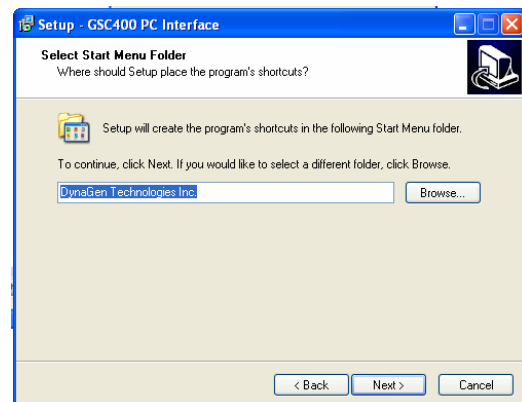 Setup - GSC400 PC Interface
Select Start Menu Folder
Where should Setup place the program's shortcuts?
Setup will create the program's shortcuts in the following Start Menu folder.
To continue, click Next. If you would like to select a different folder, click Browse.
DynaGen Technologies Inc.
Browse...
< Back
Next >
Cancel